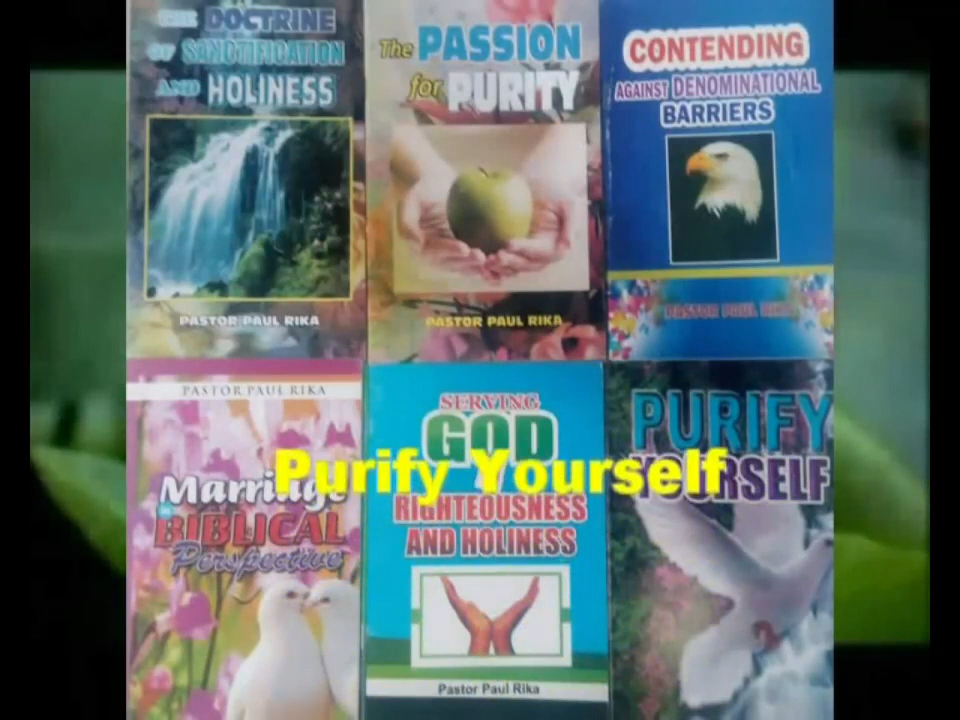 THE DOCTRINE
OF SANCTIFICATION
AND HOLINESS
PASTOR PAUL RIKA
The PASSION
for PURITY
PASTOR PAUL RIKA
CONTENDING
AGAINST DENOMINATIONAL
BARRIERS
PASTOR PAUL RIKA
PASTOR PAUL RIKA
Marriage
BIBLICAL
Perspective
SERVING
GOD
RIGHTEOUSNESS
AND HOLINESS
Pastor Paul Rika
PURIFY
YOURSELF
Purify Yourself